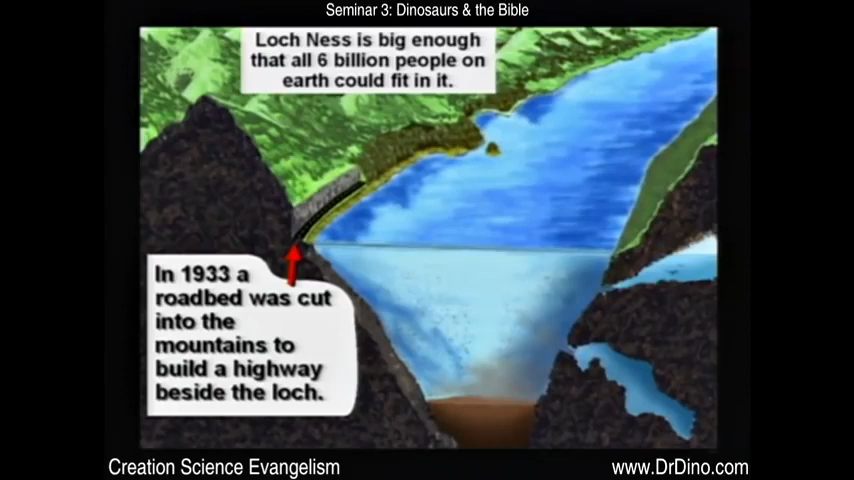 Seminar 3: Dinosaurs & the Bible
Loch Ness is big enough
that all 6 billion people on
earth could fit in it.
In 1933 a
roadbed was cut
into the
mountains to
build a highway
beside the loch.
Creation Science Evangelism
www.DrDino.com